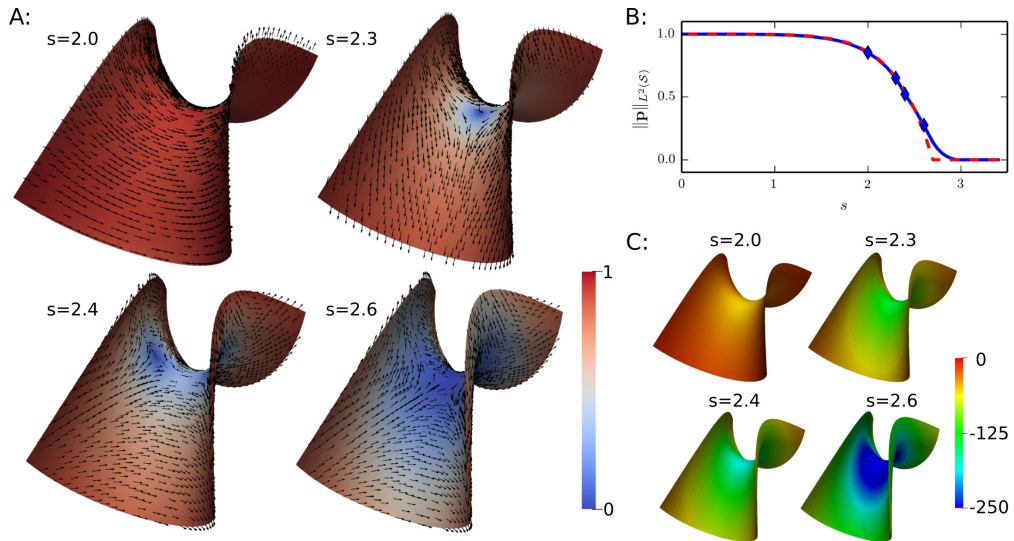 A:
s=2.0
s=2.3
s=2.4
s=2.6
1
0
B:
||p||_{L^2(S)}
1.0
0.5
0.0
0 1 2 3
s
C:
s=2.0 s=2.3
s=2.4 s=2.6
0
-125
-250